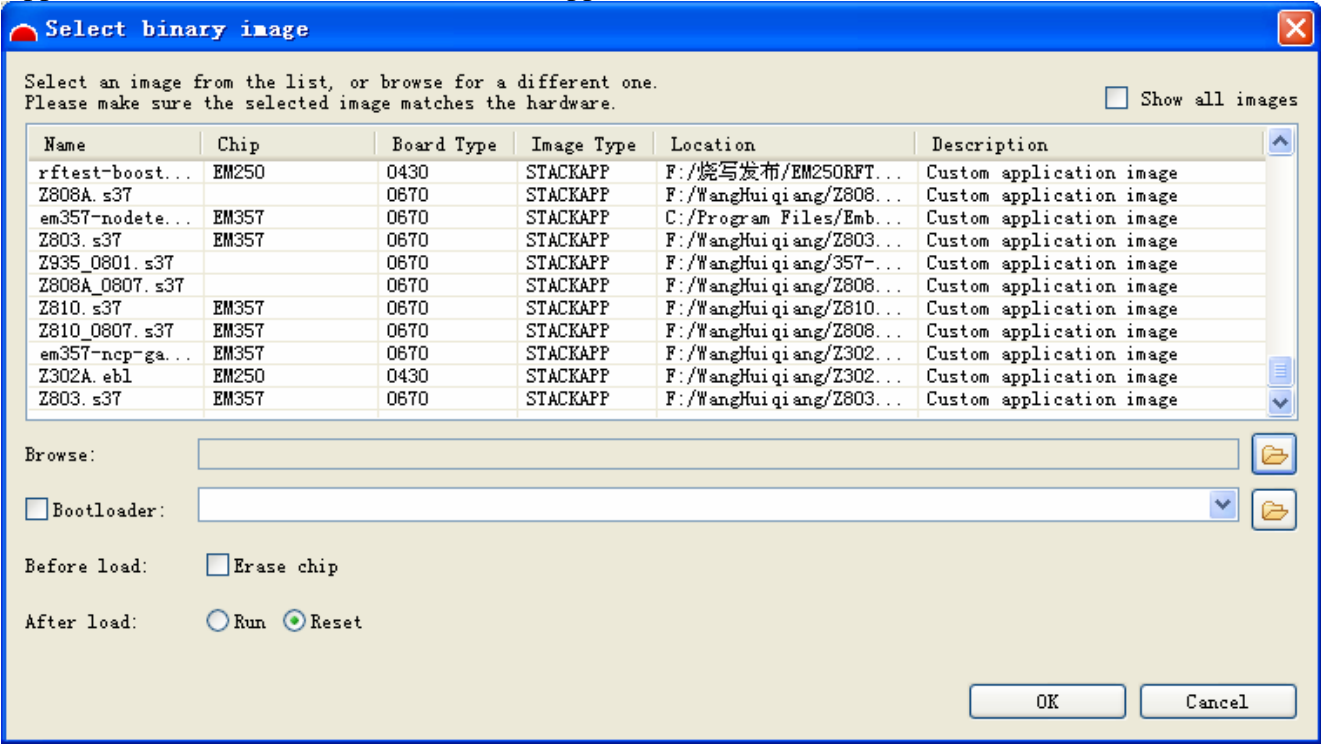 Select binary image
Select an image from the list, or browse for a different one.
Please make sure the selected image matches the hardware.
Show all images
Name Chip Board Type Image Type Location Description
rftest-boost... EM250 0430 STACKAPP F:/烧写发布/EM250RFT... Custom application image
Z808A.s37 0670 STACKAPP F:/WangHuiqiang/Z808... Custom application image
em357-nodete... EM357 0670 STACKAPP C:/Program Files/Emb... Custom application image
Z803.s37 EM357 0670 STACKAPP F:/WangHuiqiang/Z803... Custom application image
Z935_0801.s37 0670 STACKAPP F:/WangHuiqiang/357-... Custom application image
Z808A_0807.s37 0670 STACKAPP F:/WangHuiqiang/Z808... Custom application image
Z810.s37 EM357 0670 STACKAPP F:/WangHuiqiang/Z810... Custom application image
Z810_0807.s37 EM357 0670 STACKAPP F:/WangHuiqiang/Z808... Custom application image
em357-ncp-ga... EM357 0670 STACKAPP F:/WangHuiqiang/Z302... Custom application image
Z302A.ebl EM250 0430 STACKAPP F:/WangHuiqiang/Z302... Custom application image
Z803.s37 EM357 0670 STACKAPP F:/WangHuiqiang/Z803... Custom application image
Browse:
Bootloader:
Before load: Erase chip
After load: Run Reset
OK Cancel